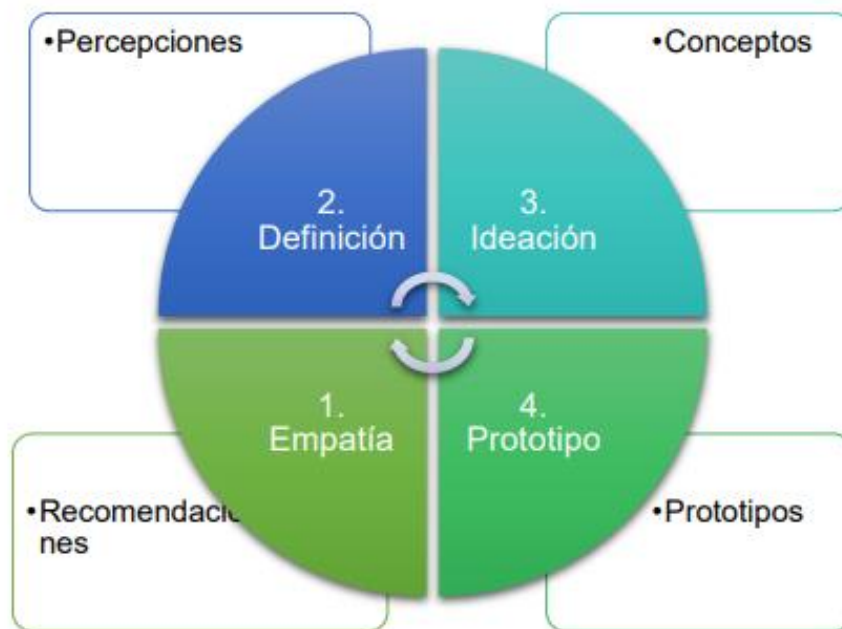 •Percepciones
•Conceptos
2.
Definición
3.
Ideación
1.
Empatía
4.
Prototipo
•Recomendacio
nes
•Prototipos